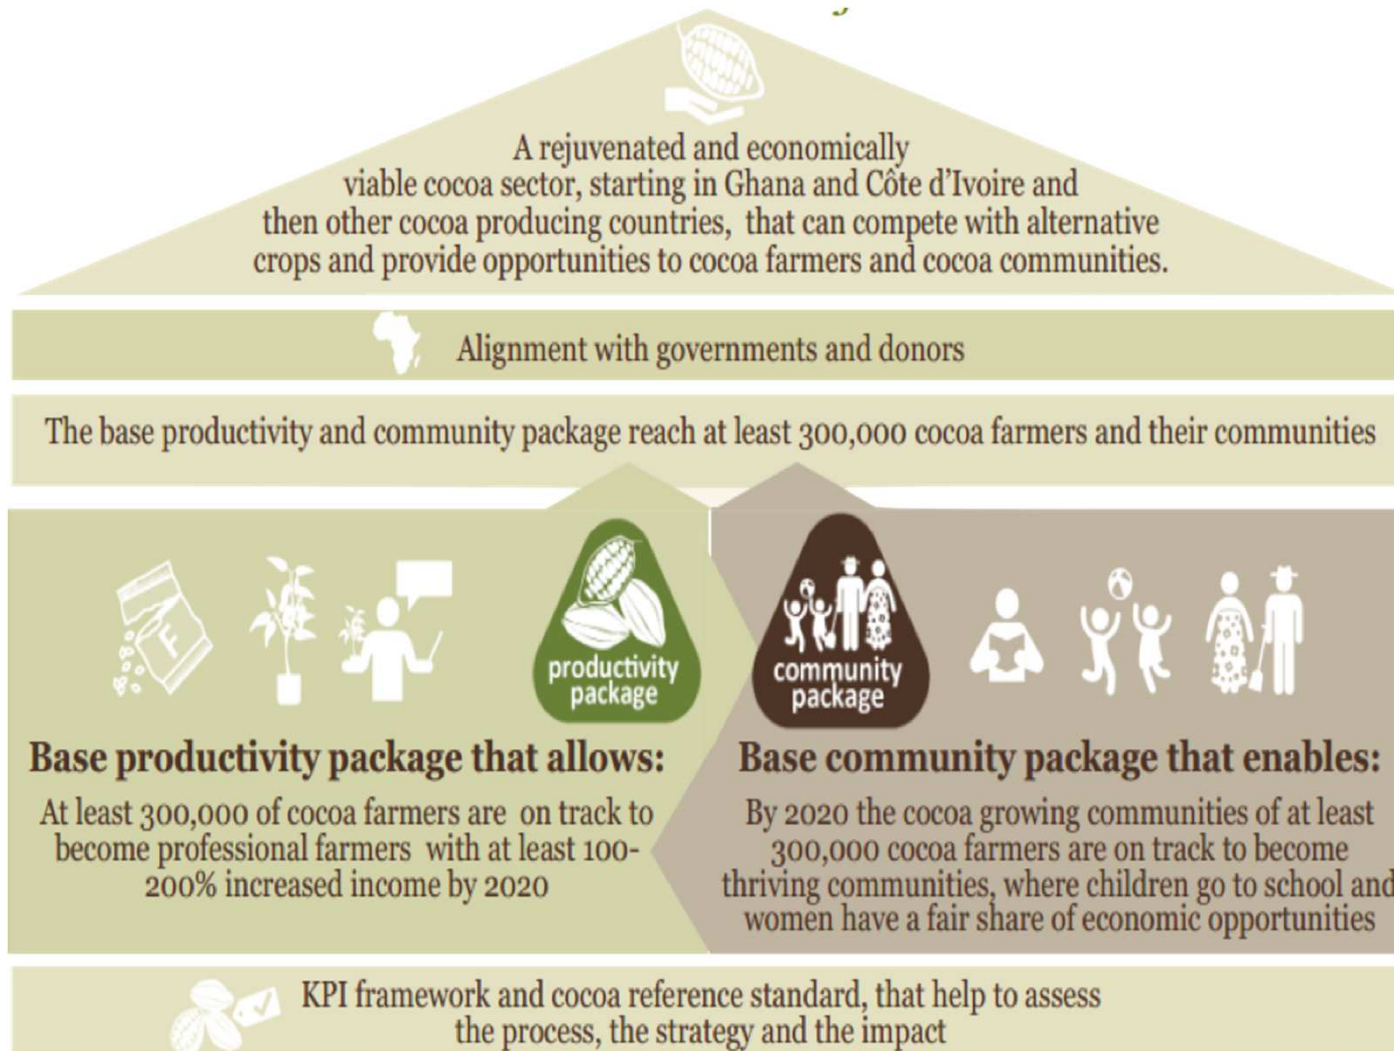 A rejuvenated and economically
viable cocoa sector, starting in Ghana and Côte d'Ivoire and
then other cocoa producing countries, that can compete with alternative
crops and provide opportunities to cocoa farmers and cocoa communities.
Alignment with governments and donors
The base productivity and community package reach at least 300,000 cocoa farmers and their communities
F
productivity
package
Base productivity package that allows:
At least 300,000 of cocoa farmers are on track to
become professional farmers with at least 100-
200% increased income by 2020
community
package
Base community package that enables:
By 2020 the cocoa growing communities of at least
300,000 cocoa farmers are on track to become
thriving communities, where children go to school and
women have a fair share of economic opportunities
KPI framework and cocoa reference standard, that help to assess
the process, the strategy and the impact